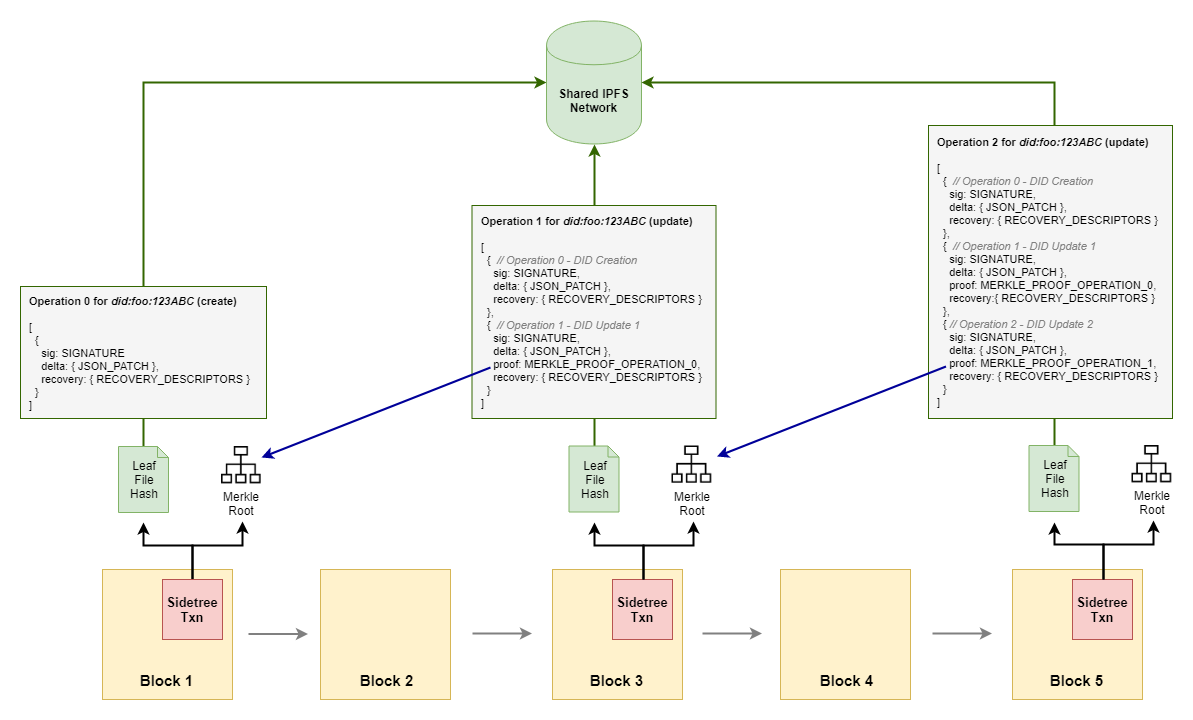 Shared IPFS
Network
Operation 0 for did:foo:123ABC (create)
[
{
sig: SIGNATURE
delta: { JSON_PATCH },
recovery: { RECOVERY_DESCRIPTORS }
}
]
Operation 1 for did:foo:123ABC (update)
[
{ // Operation 0 - DID Creation
sig: SIGNATURE,
delta: { JSON_PATCH },
recovery: { RECOVERY_DESCRIPTORS }
},
{ // Operation 1 - DID Update 1
sig: SIGNATURE,
delta: { JSON_PATCH },
proof: MERKLE_PROOF_OPERATION_0,
recovery: { RECOVERY_DESCRIPTORS }
}
]
Operation 2 for did:foo:123ABC (update)
[
{ // Operation 0 - DID Creation
sig: SIGNATURE,
delta: { JSON_PATCH },
recovery: { RECOVERY_DESCRIPTORS }
},
{ // Operation 1 - DID Update 1
sig: SIGNATURE,
delta: { JSON_PATCH },
proof: MERKLE_PROOF_OPERATION_0,
recovery:{ RECOVERY_DESCRIPTORS }
},
{ // Operation 2 - DID Update 2
sig: SIGNATURE,
delta: { JSON_PATCH },
proof: MERKLE_PROOF_OPERATION_1,
recovery: { RECOVERY_DESCRIPTORS }
}
]
Leaf
File
Hash
Merkle
Root
Leaf
File
Hash
Merkle
Root
Leaf
File
Hash
Merkle
Root
Sidetree
Txn
Block 1
Block 2
Sidetree
Txn
Block 3
Block 4
Sidetree
Txn
Block 5